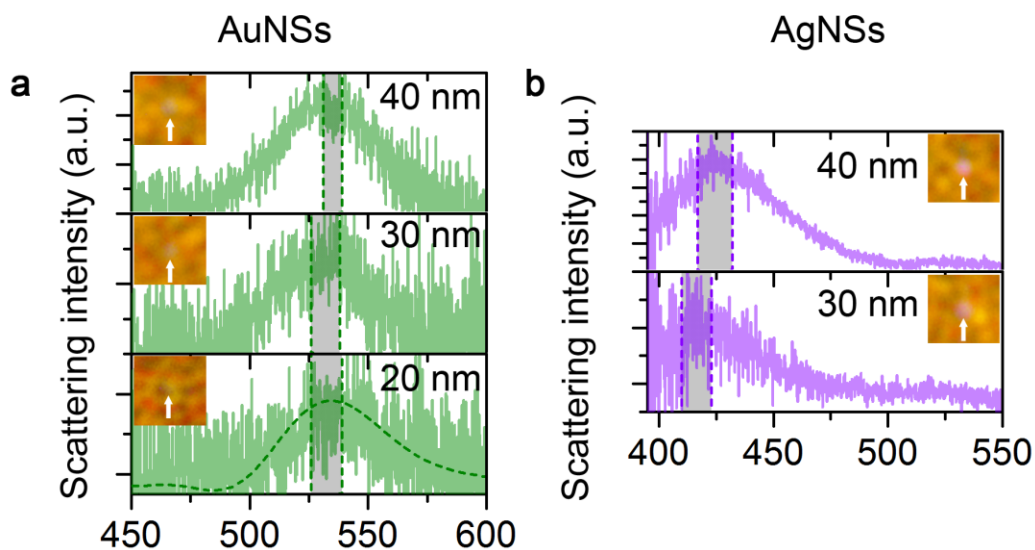 AuNSs
AgNSs
a
b
Scattering intensity (a.u.)
40 nm
30 nm
20 nm
450 500 550 600
Scattering intensity (a.u.)
40 nm
30 nm
400 450 500 550